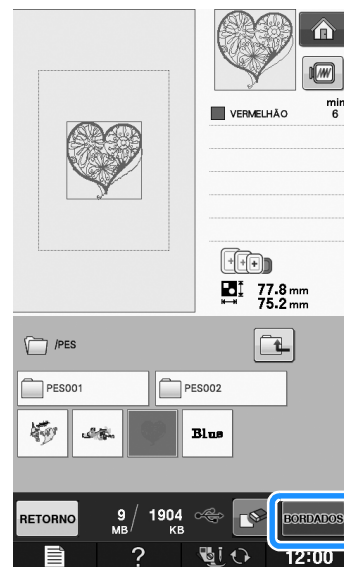 min
VERMELHÃO 6
77.8 mm
75.2 mm
/PES
PES001 PES002
Blue
RETORNO 9 MB / 1904 KB BORDADOS
? 12:00